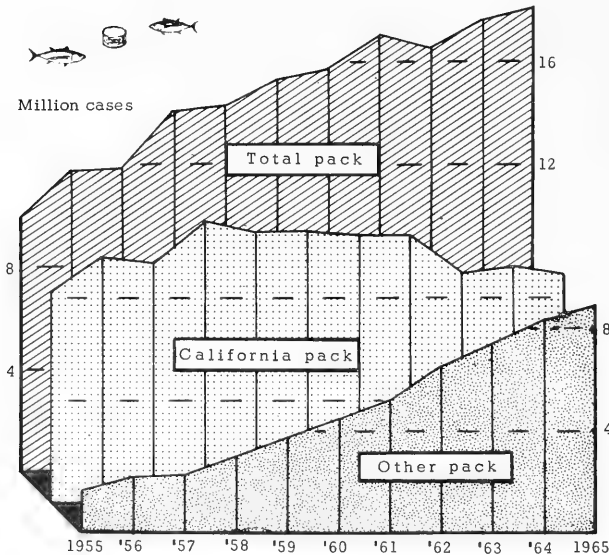 Million cases
16
Total pack
12
8
California pack
8
4
4
Other pack
1955 '56 '57 '58 '59 '60 '61 '62 '63 '64 1965